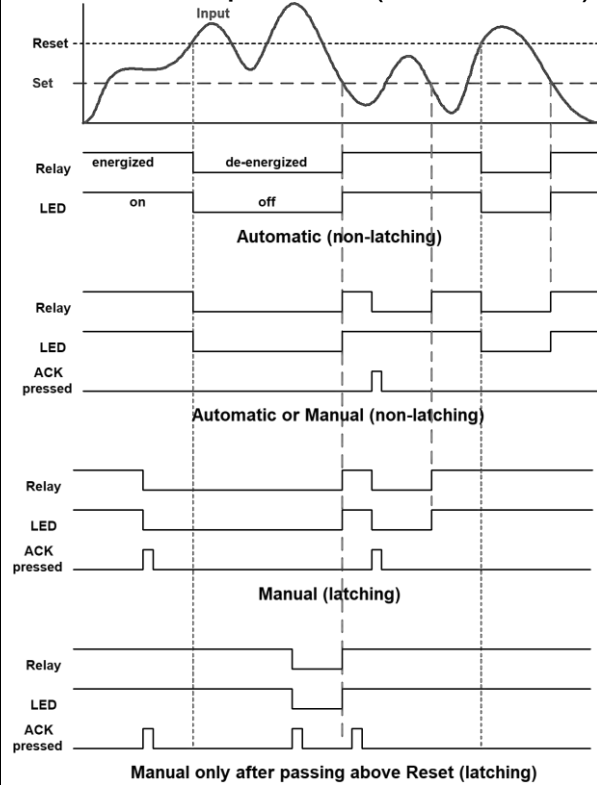 Input
Reset
Set
Relay energized de-energized
LED on off
Automatic (non-latching)
Relay
LED
ACK
pressed
Automatic or Manual (non-latching)
Relay
LED
ACK
pressed
Manual (latching)
Relay
LED
ACK
pressed
Manual only after passing above Reset (latching)